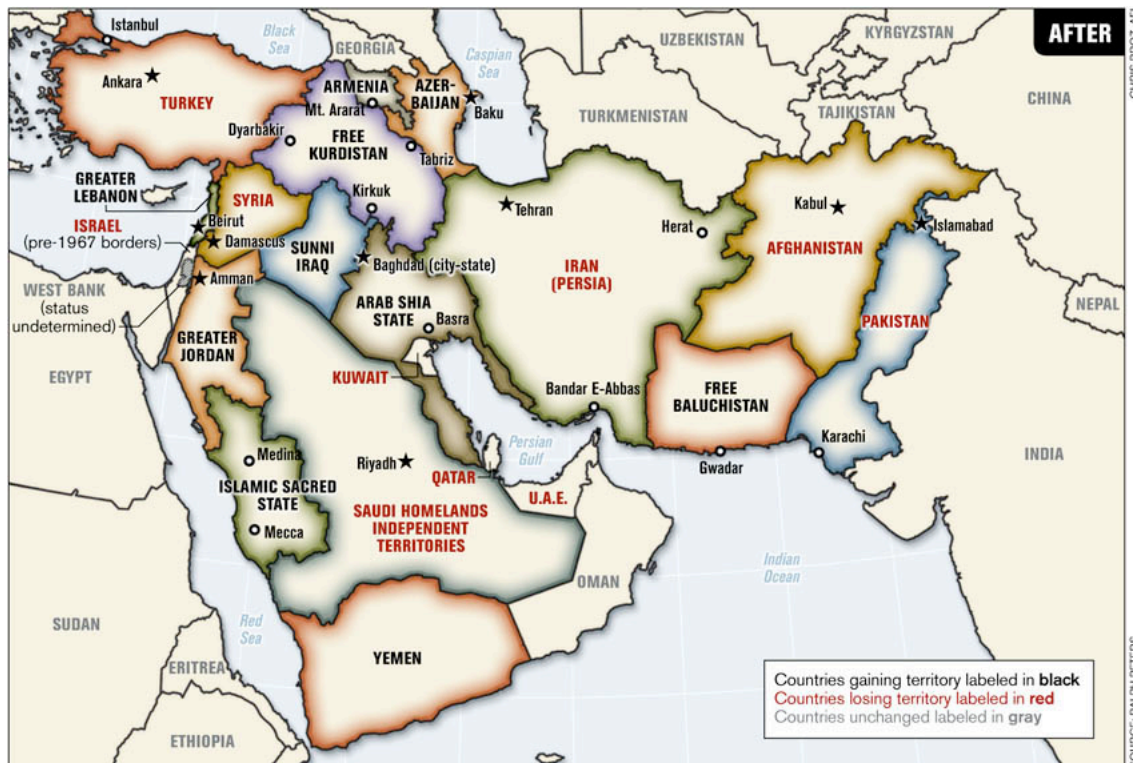 AFTER
Istanbul
Black
Sea
GEORGIA
Caspian
Sea
UZBEKISTAN
KYRGYZSTAN
Ankara
TURKEY
ARMENIA
AZER-
BAIJAN
Baku
Mt. Ararat
TURKMENISTAN
TAJIKISTAN
CHINA
Dyarbakir
FREE
KURDISTAN
Tabriz
GREATER
LEBANON
SYRIA
Kirkuk
Tehran
Herat
Kabul
Islamabad
ISRAEL
(pre-1967 borders)
Beirut
Damascus
SUNNI
IRAQ
Baghdad (city-state)
IRAN
(PERSIA)
AFGHANISTAN
WEST BANK
(status
undetermined)
Amman
ARAB SHIA
STATE
Basra
NEPAL
PAKISTAN
GREATER
JORDAN
EGYPT
KUWAIT
Bandar E-Abbas
FREE
BALUCHISTAN
Persian
Gulf
Karachi
Gwadar
INDIA
Medina
ISLAMIC SACRED
STATE
Mecca
Riyadh
QATAR
U.A.E.
SAUDI HOMELANDS
INDEPENDENT
TERRITORIES
Indian
Ocean
OMAN
SUDAN
Red
Sea
YEMEN
ERITREA
ETHIOPIA
Countries gaining territory labeled in black
Countries losing territory labeled in red
Countries unchanged labeled in gray